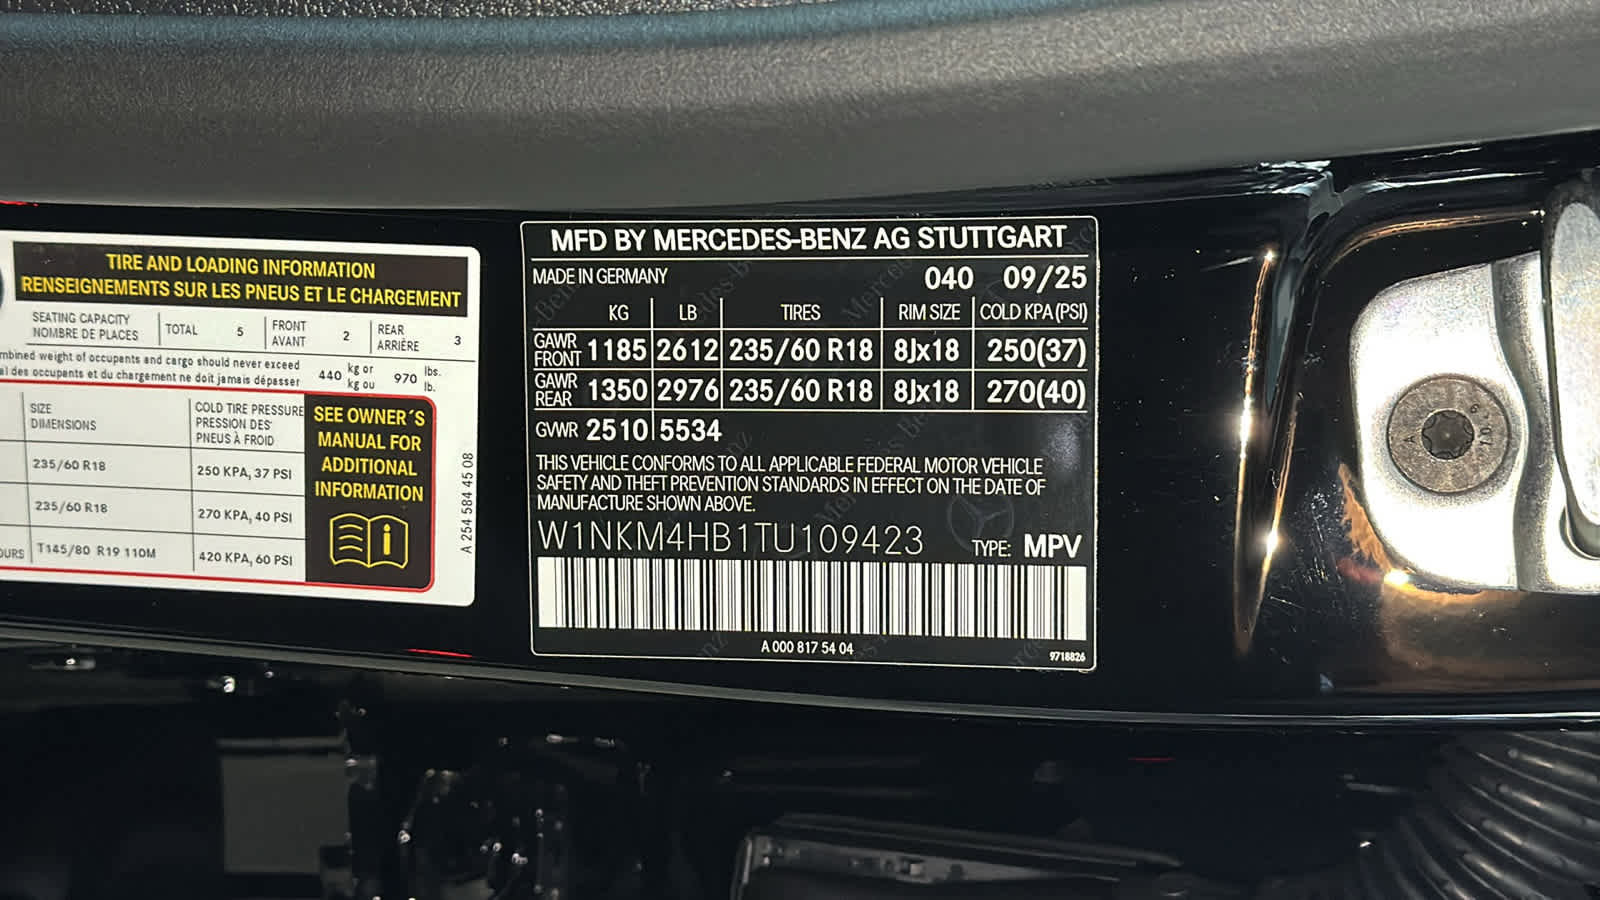 TIRE AND LOADING INFORMATION
RENSEIGNEMENTS SUR LES PNEUS ET LE CHARGEMENT
SEATING CAPACITY
NOMBRE DE PLACES
TOTAL 5
FRONT
AVANT
2
REAR
ARRIÈRE
3
weight of occupants and cargo should never exceed
des occupants et du chargement ne doit jamais dépasser
440 kg or
kg ou
970 lbs.
lb.
SIZE
DIMENSIONS
COLD TIRE PRESSURE
PRESSION DES
PNEUS À FROID
235/60 R18 250 KPA, 37 PSI
235/60 R18 270 KPA, 40 PSI
T145/80 R19 110M 420 KPA, 60 PSI
SEE OWNER´S
MANUAL FOR
ADDITIONAL
INFORMATION
i
A 254 584 45 08
MFD BY MERCEDES-BENZ AG STUTTGART
MADE IN GERMANY 040 09/25
KG LB TIRES RIM SIZE COLD KPA(PSI)
GAWR
FRONT
1185 2612 235/60 R18 8Jx18 250(37)
GAWR
REAR
1350 2976 235/60 R18 8Jx18 270(40)
GVWR 2510 5534
THIS VEHICLE CONFORMS TO ALL APPLICABLE FEDERAL MOTOR VEHICLE
SAFETY AND THEFT PREVENTION STANDARDS IN EFFECT ON THE DATE OF
MANUFACTURE SHOWN ABOVE.
W1NKM4HB1TU109423 TYPE: MPV
A 000 817 54 04
9718826